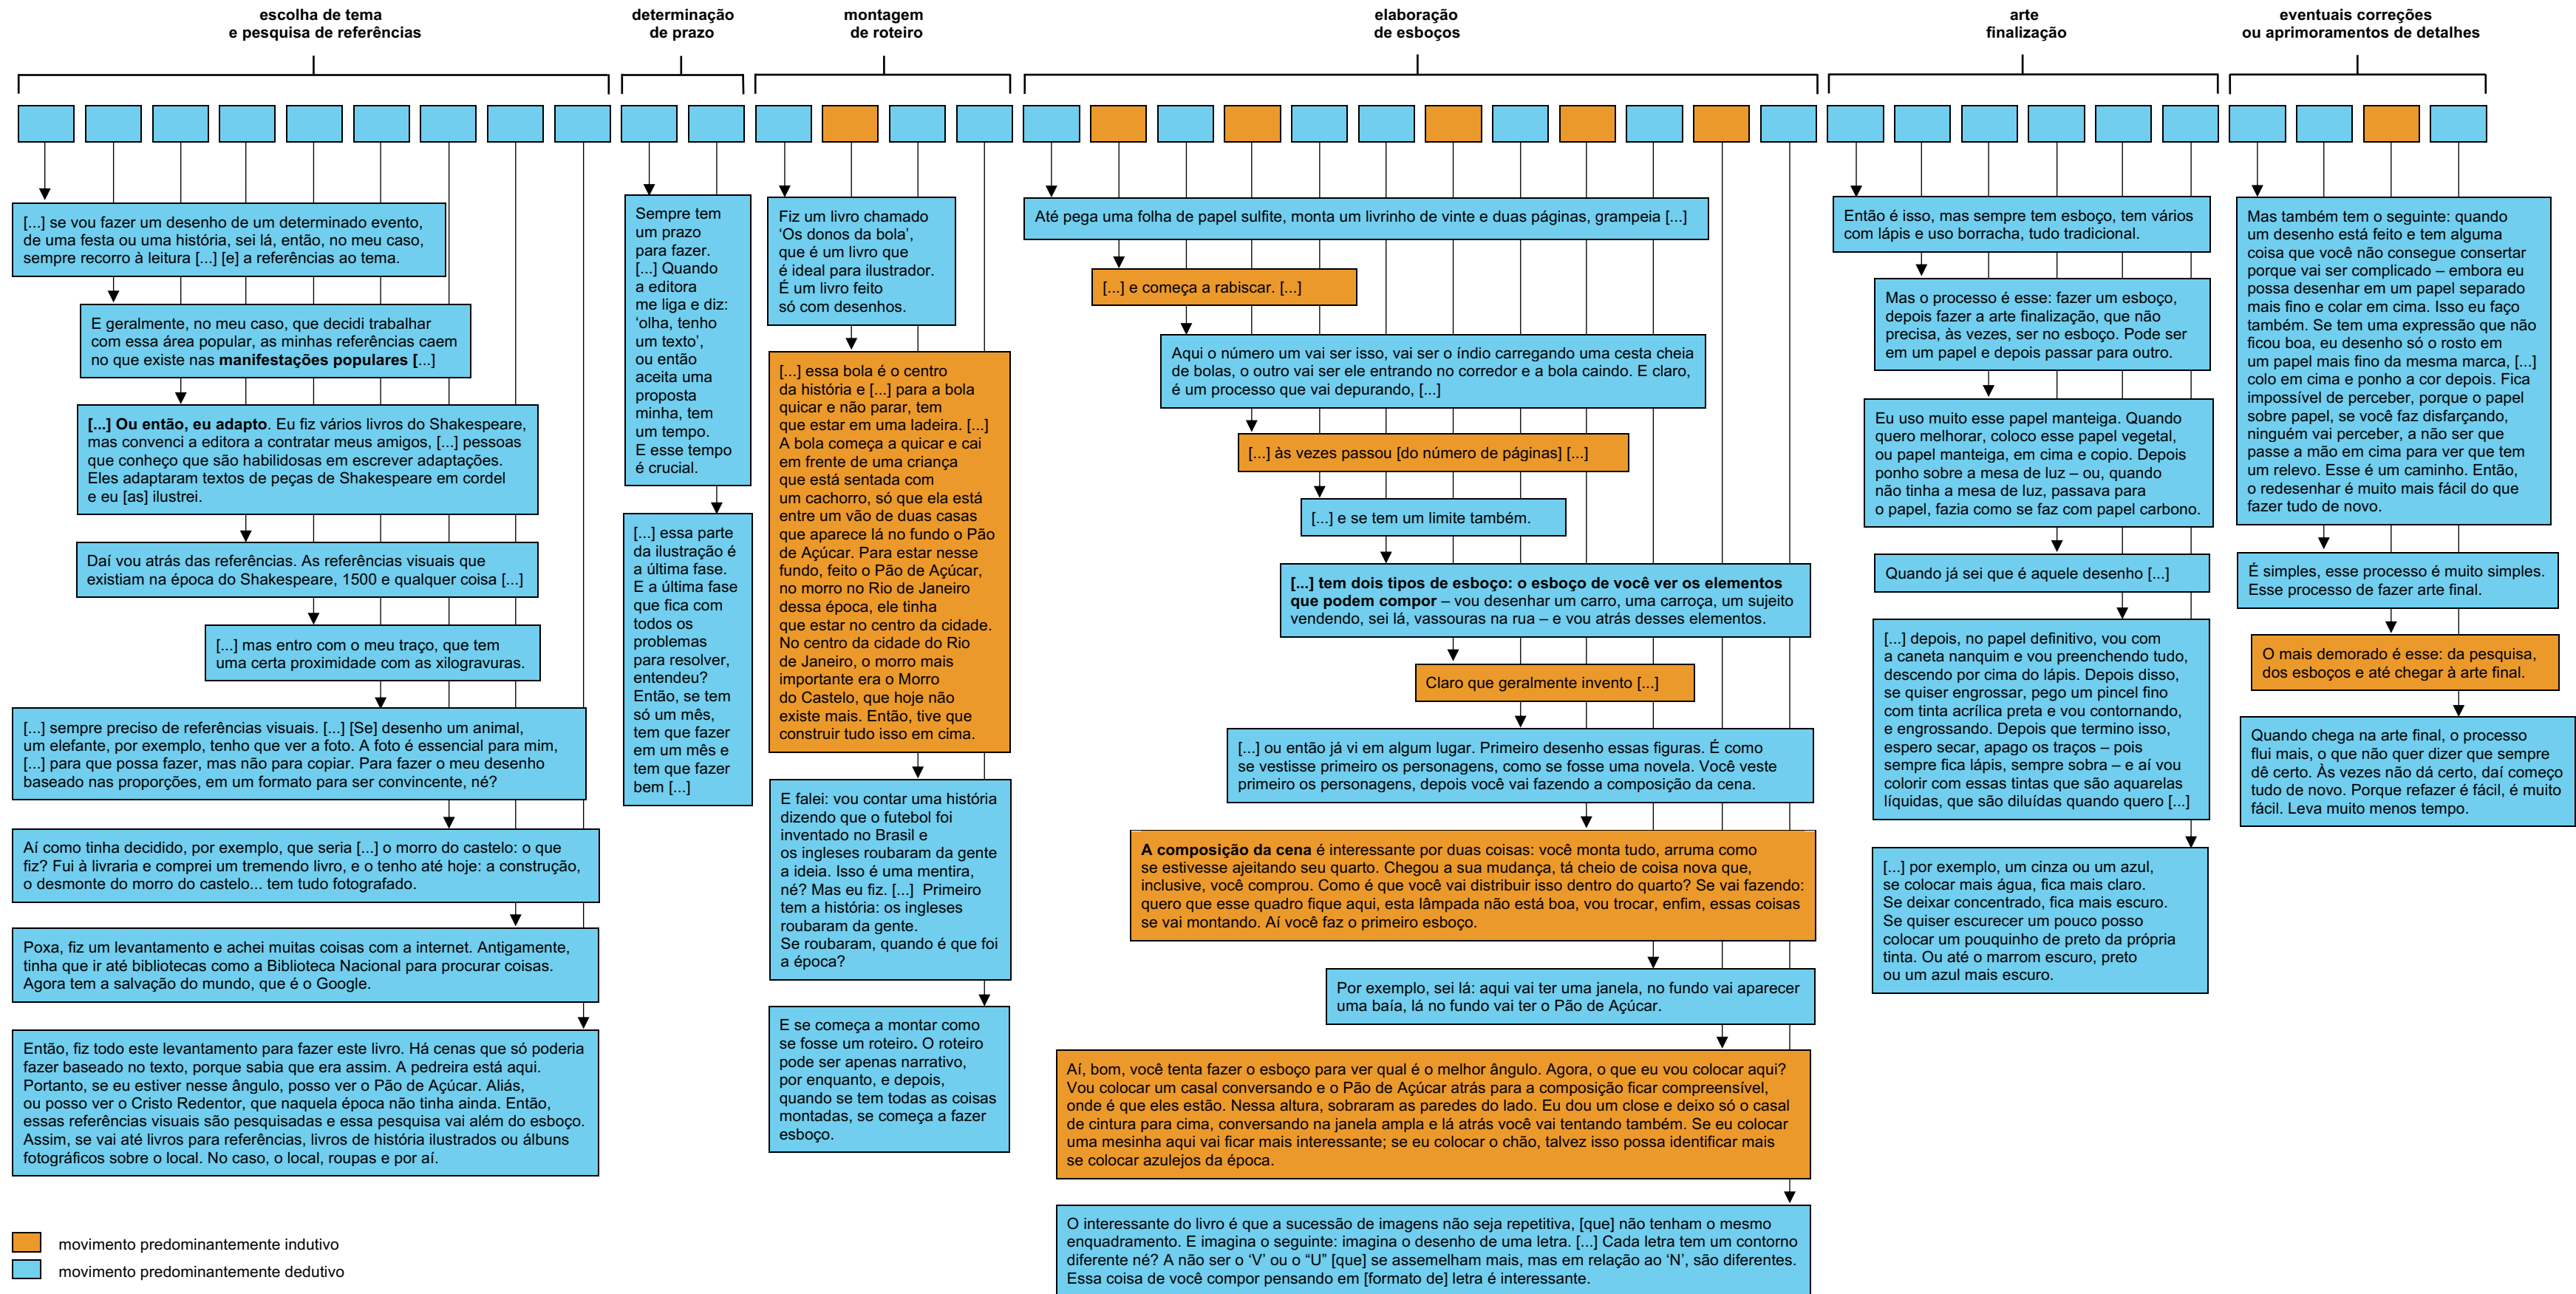 escolha de tema
e pesquisa de referências
[...] se vou fazer um desenho de um determinado evento,
de uma festa ou uma história, sei lá, então, no meu caso,
sempre recorro à leitura [...] [e] a referências ao tema.
E geralmente, no meu caso, que decidi trabalhar
com essa área popular, as minhas referências caem
no que existe nas manifestações populares [...]
[...] Ou então, eu adapto. Eu fiz vários livros do Shakespeare,
mas convenci a editora a contratar meus amigos, [...] pessoas
que conheço que são habilidosas em escrever adaptações.
Eles adaptaram textos de peças de Shakespeare em cordel
e eu [as] ilustrei.
Daí vou atrás das referências. As referências visuais que
existiam na época do Shakespeare, 1500 e qualquer coisa [...]
[...] mas entro com o meu traço, que tem
uma certa proximidade com as xilogravuras.
[...] sempre preciso de referências visuais. [...] [Se] desenho um animal,
um elefante, por exemplo, tenho que ver a foto. A foto é essencial para mim,
[...] para que possa fazer, mas não para copiar. Para fazer o meu desenho
baseado nas proporções, em um formato para ser convincente, né?
Aí como tinha decidido, por exemplo, que seria [...] o morro do castelo: o que
fiz? Fui à livraria e comprei um tremendo livro, e o tenho até hoje: a construção,
o desmonte do morro do castelo... tem tudo fotografado.
Poxa, fiz um levantamento e achei muitas coisas com a internet. Antigamente,
tinha que ir até bibliotecas como a Biblioteca Nacional para procurar coisas.
Agora tem a salvação do mundo, que é o Google.
Então, fiz todo este levantamento para fazer este livro. Há cenas que só poderia
fazer baseado no texto, porque sabia que era assim. A pedreira está aqui.
Portanto, se eu estiver nesse ângulo, posso ver o Pão de Açúcar. Aliás,
ou posso ver o Cristo Redentor, que naquela época não tinha ainda. Então,
essas referências visuais são pesquisadas e essa pesquisa vai além do esboço.
Assim, se vai até livros para referências, livros de história ilustrados ou álbuns
fotográficos sobre o local. No caso, o local, roupas e por aí.
determinação
de prazo
Sempre tem
um prazo
para fazer.
[...] Quando
a editora
me liga e diz:
‘olha, tenho
um texto’,
ou então
aceita uma
proposta
minha, tem
um tempo.
E esse tempo
é crucial.
[...] essa parte
da ilustração é
a última fase.
E a última fase
que fica com
todos os
problemas
para resolver,
entendeu?
Então, se tem
só um mês,
tem que fazer
em um mês e
tem que fazer
bem [...]
montagem
de roteiro
Fiz um livro chamado
‘Os donos da bola’,
que é um livro que
é ideal para ilustrador.
É um livro feito
só com desenhos.
[...] essa bola é o centro
da história e [...] para a bola
quicar e não parar, tem
que estar em uma ladeira. [...]
A bola começa a quicar e cai
em frente de uma criança
que está sentada com
um cachorro, só que ela está
entre um vão de duas casas
que aparece lá no fundo o Pão
de Açúcar. Para estar nesse
fundo, feito o Pão de Açúcar,
no morro no Rio de Janeiro
dessa época, ele tinha
que estar no centro da cidade.
No centro da cidade do Rio
de Janeiro, o morro mais
importante era o Morro
do Castelo, que hoje não
existe mais. Então, tive que
construir tudo isso em cima.
E falei: vou contar uma história
dizendo que o futebol foi
inventado no Brasil e
os ingleses roubaram da gente
a ideia. Isso é uma mentira,
né? Mas eu fiz. [...] Primeiro
tem a história: os ingleses
roubaram da gente.
Se roubaram, quando é que foi
a época?
E se começa a montar como
se fosse um roteiro. O roteiro
pode ser apenas narrativo,
por enquanto, e depois,
quando se tem todas as coisas
montadas, se começa a fazer
esboço.
elaboração
de esboços
Até pega uma folha de papel sulfite, monta um livrinho de vinte e duas páginas, grampeia [...]
[...] e começa a rabiscar. [...]
Aqui o número um vai ser isso, vai ser o índio carregando uma cesta cheia
de bolas, o outro vai ser ele entrando no corredor e a bola caindo. E claro,
é um processo que vai depurando, [...]
[...] às vezes passou [do número de páginas] [...]
[...] e se tem um limite também.
[...] tem dois tipos de esboço: o esboço de você ver os elementos
que podem compor – vou desenhar um carro, uma carroça, um sujeito
vendendo, sei lá, vassouras na rua – e vou atrás desses elementos.
Claro que geralmente invento [...]
[...] ou então já vi em algum lugar. Primeiro desenho essas figuras. É como
se vestisse primeiro os personagens, como se fosse uma novela. Você veste
primeiro os personagens, depois você vai fazendo a composição da cena.
A composição da cena é interessante por duas coisas: você monta tudo, arruma como
se estivesse ajeitando seu quarto. Chegou a sua mudança, tá cheio de coisa nova que,
inclusive, você comprou. Como é que você vai distribuir isso dentro do quarto? Se vai fazendo:
quero que esse quadro fique aqui, esta lâmpada não está boa, vou trocar, enfim, essas coisas
se vai montando. Aí você faz o primeiro esboço.
Por exemplo, sei lá: aqui vai ter uma janela, no fundo vai aparecer
uma baía, lá no fundo vai ter o Pão de Açúcar.
Aí, bom, você tenta fazer o esboço para ver qual é o melhor ângulo. Agora, o que eu vou colocar aqui?
Vou colocar um casal conversando e o Pão de Açúcar atrás para a composição ficar compreensível,
onde é que eles estão. Nessa altura, sobraram as paredes do lado. Eu dou um close e deixo só o casal
de cintura para cima, conversando na janela ampla e lá atrás você vai tentando também. Se eu colocar
uma mesinha aqui vai ficar mais interessante; se eu colocar o chão, talvez isso possa identificar mais
se colocar azulejos da época.
O interessante do livro é que a sucessão de imagens não seja repetitiva, [que] não tenham o mesmo
enquadramento. E imagina o seguinte: imagina o desenho de uma letra. [...] Cada letra tem um contorno
diferente né? A não ser o ‘V’ ou o “U” [que] se assemelham mais, mas em relação ao ‘N’, são diferentes.
Essa coisa de você compor pensando em [formato de] letra é interessante.
arte
finalização
Então é isso, mas sempre tem esboço, tem vários
com lápis e uso borracha, tudo tradicional.
Mas o processo é esse: fazer um esboço,
depois fazer a arte finalização, que não
precisa, às vezes, ser no esboço. Pode ser
em um papel e depois passar para outro.
Eu uso muito esse papel manteiga. Quando
quero melhorar, coloco esse papel vegetal,
ou papel manteiga, em cima e copio. Depois
ponho sobre a mesa de luz – ou, quando
não tinha a mesa de luz, passava para
o papel, fazia como se faz com papel carbono.
Quando já sei que é aquele desenho [...]
[...] depois, no papel definitivo, vou com
a caneta nanquim e vou preenchendo tudo,
descendo por cima do lápis. Depois disso,
se quiser engrossar, pego um pincel fino
com tinta acrílica preta e vou contornando,
e engrossando. Depois que termino isso,
espero secar, apago os traços – pois
sempre fica lápis, sempre sobra – e aí vou
colorir com essas tintas que são aquarelas
líquidas, que são diluídas quando quero [...]
[...] por exemplo, um cinza ou um azul,
se colocar mais água, fica mais claro.
Se deixar concentrado, fica mais escuro.
Se quiser escurecer um pouco posso
colocar um pouquinho de preto da própria
tinta. Ou até o marrom escuro, preto
ou um azul mais escuro.
eventuais correções
ou aprimoramentos de detalhes
Mas também tem o seguinte: quando
um desenho está feito e tem alguma
coisa que você não consegue consertar
porque vai ser complicado – embora eu
possa desenhar em um papel separado
mais fino e colar em cima. Isso eu faço
também. Se tem uma expressão que não
ficou boa, eu desenho só o rosto em
um papel mais fino da mesma marca, [...]
colo em cima e ponho a cor depois. Fica
impossível de perceber, porque o papel
sobre papel, se você faz disfarçando,
ninguém vai perceber, a não ser que
passe a mão em cima para ver que tem
um relevo. Esse é um caminho. Então,
o redesenhar é muito mais fácil do que
fazer tudo de novo.
É simples, esse processo é muito simples.
Esse processo de fazer arte final.
O mais demorado é esse: da pesquisa,
dos esboços e até chegar à arte final.
Quando chega na arte final, o processo
flui mais, o que não quer dizer que sempre
dê certo. Às vezes não dá certo, daí começo
tudo de novo. Porque refazer é fácil, é muito
fácil. Leva muito menos tempo.
movimento predominantemente indutivo
movimento predominantemente dedutivo